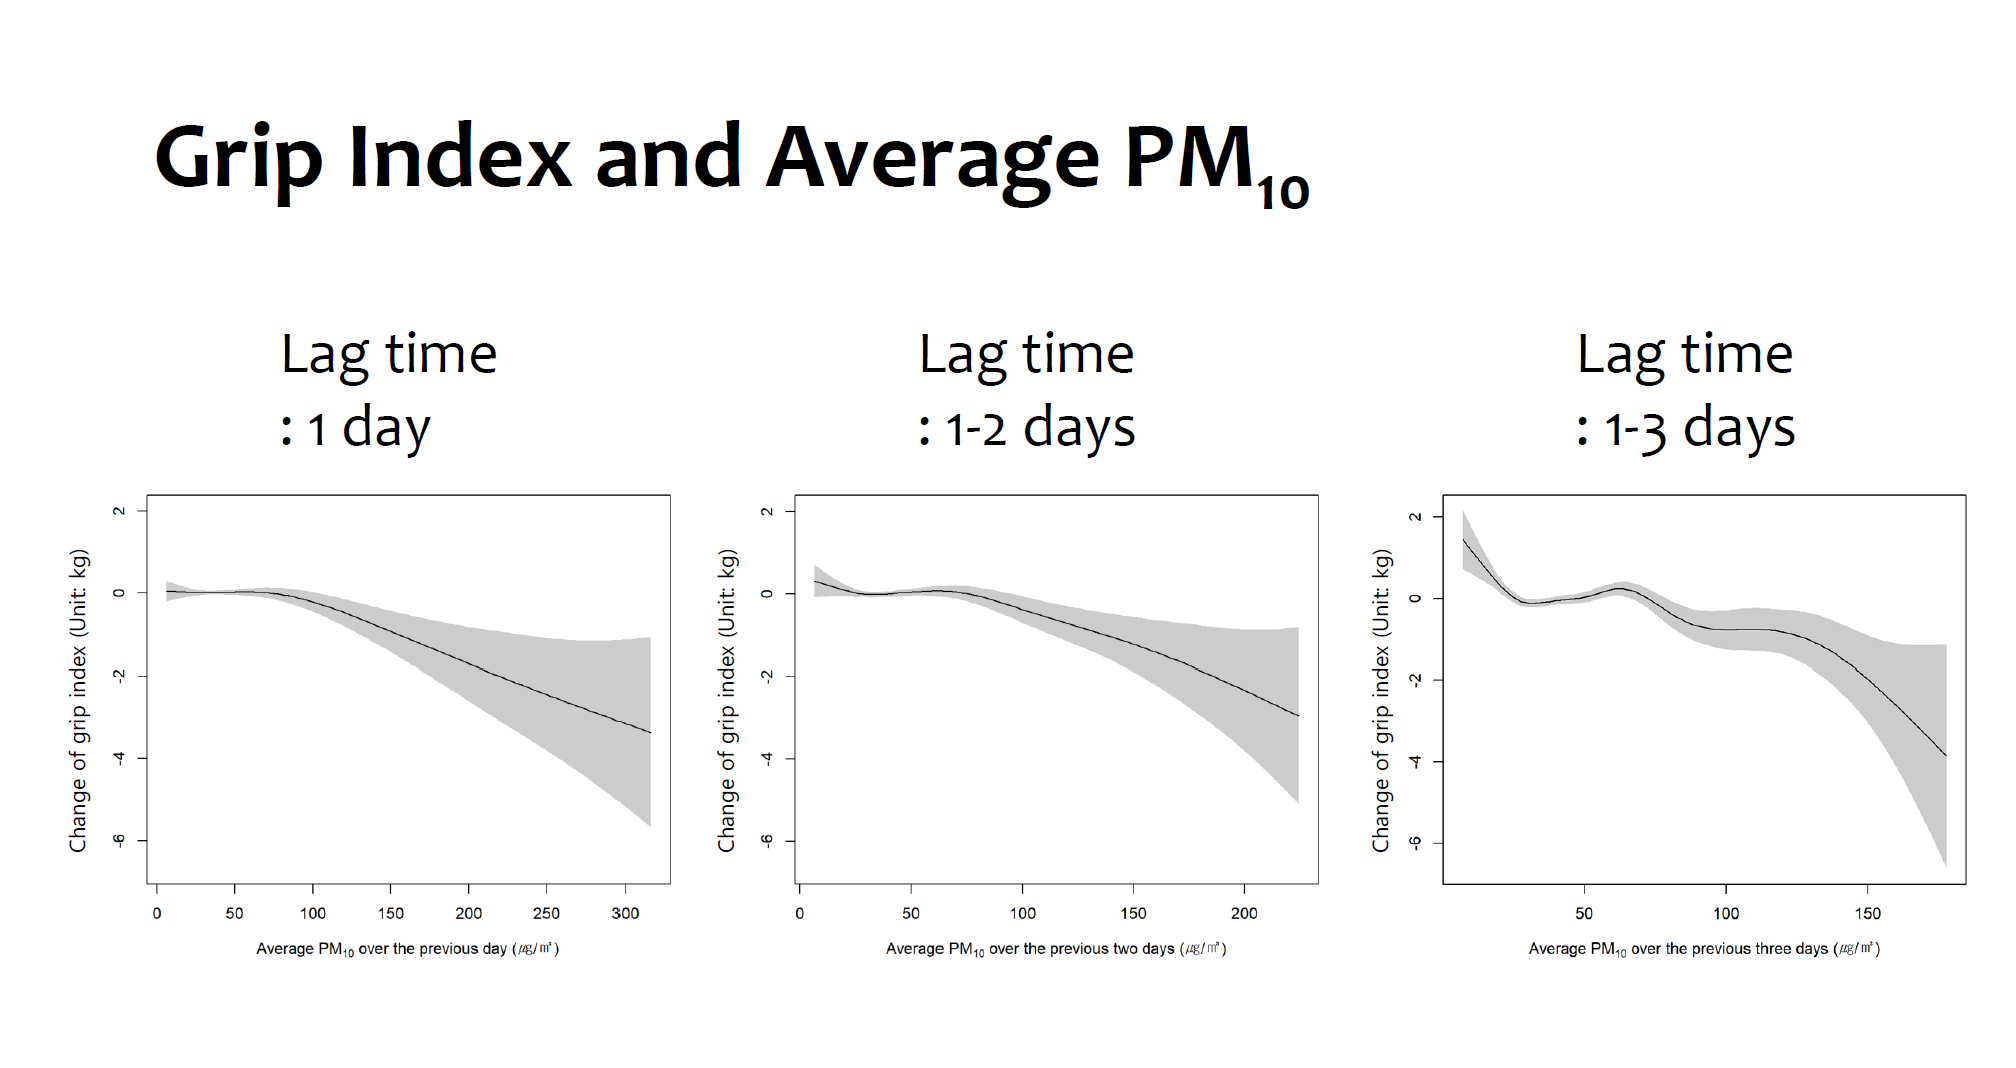 Grip Index and Average PM₁₀
Lag time
: 1 day
Lag time
: 1-2 days
Lag time
: 1-3 days
Change of grip index (Unit: kg)
2
0
-2
-4
-6
0 50 100 150 200 250 300
Average PM₁₀ over the previous day (㎍/㎥)
Change of grip index (Unit: kg)
2
0
-2
-4
-6
0 50 100 150 200
Average PM₁₀ over the previous two days (㎍/㎥)
Change of grip index (Unit: kg)
2
0
-2
-4
-6
50 100 150
Average PM₁₀ over the previous three days (㎍/㎥)